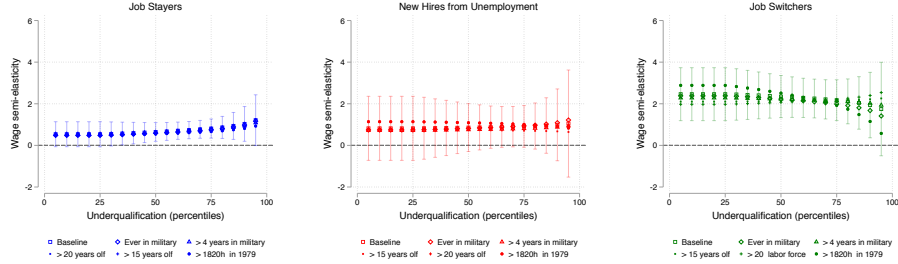 Job Stayers
6
4
2
0
-2
Wage semi-elasticity
0 25 50 75 100
Underqualification (percentiles)
Baseline Ever in military > 4 years in military
> 20 years olf > 15 years olf > 1820h in 1979
New Hires from Unemployment
6
4
2
0
-2
Wage semi-elasticity
0 25 50 75 100
Underqualification (percentiles)
Baseline Ever in military > 4 years in military
> 15 years olf > 20 years olf > 1820h in 1979
Job Switchers
6
4
2
0
-2
Wage semi-elasticity
0 25 50 75 100
Underqualification (percentiles)
Baseline Ever in military > 4 years in military
> 15 years olf > 20 labor force > 1820h in 1979